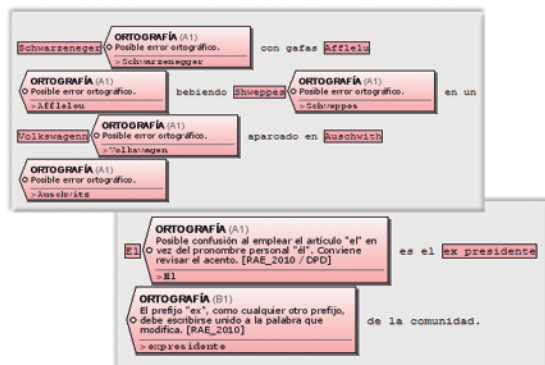 ORTOGRAFÍA (A1)
Schwarzeneger Posible error ortográfico. con gafas Afflelu
> Schwarzenegger
ORTOGRAFÍA (A1)
Posible error ortográfico.
> Afflelou
bebiendo Shweppes
ORTOGRAFÍA (A1)
Posible error ortográfico.
> Schweppes
en un
Volkswagenn
ORTOGRAFÍA (A1)
Posible error ortográfico.
> Volkswagen
aparcado en Auschwith
ORTOGRAFÍA (A1)
Posible error ortográfico.
> Auschwitz
El
ORTOGRAFÍA (A1)
Posible confusión al emplear el artículo "el" en
vez del pronombre personal "él". Conviene
revisar el acento. [RAE_2010 / DPD]
> El
es el ex presidente
ORTOGRAFÍA (B1)
El prefijo "ex", como cualquier otro prefijo,
debe escribirse unido a la palabra que
modifica. [RAE_2010]
> expresidente
de la comunidad.